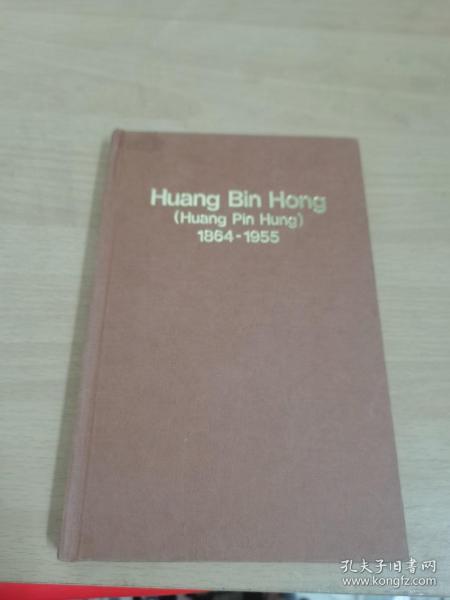 Huang Bin Hong
(Huang Pin Hung)
1864-1955
孔夫子旧书网
www.kongfz.com